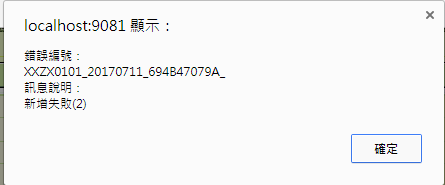 localhost:9081 顯示：
錯誤編號：
XXZX0101_20170711_694B47079A_
訊息說明：
新增失敗(2)
確定